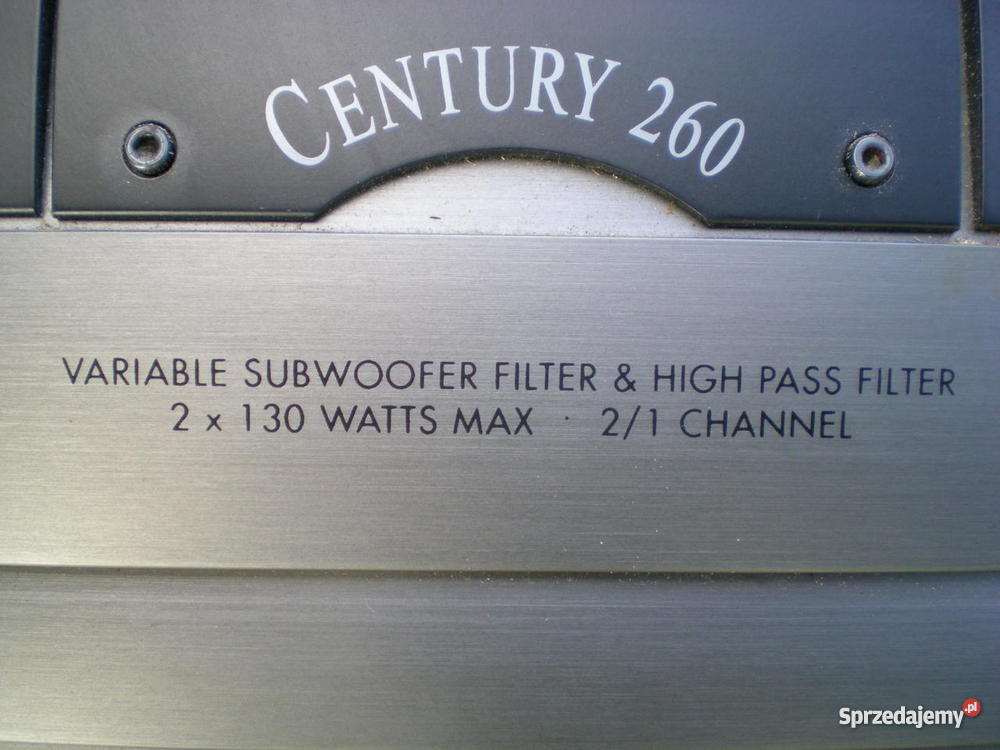 CENTURY 260
VARIABLE SUBWOOFER FILTER & HIGH PASS FILTER
2 x 130 WATTS MAX · 2/1 CHANNEL
Sprzedajemy.pl